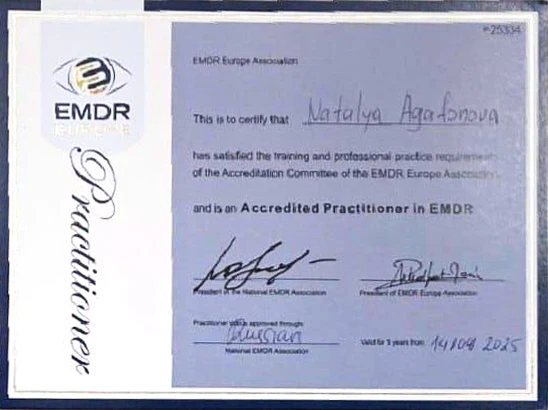 P-25334
EMDR
EUROPE
Practitioner
EMDR Europe Association
This is to certify that Natalya Agafonova
has satisfied the training and professional practice requirements
of the Accreditation Committee of the EMDR Europe Association,
and is an Accredited Practitioner in EMDR
President of the National EMDR Association
President of EMDR Europe Association
Practitioner status approved through:
Russian
National EMDR Association
Valid for 5 years from 14/09 2025